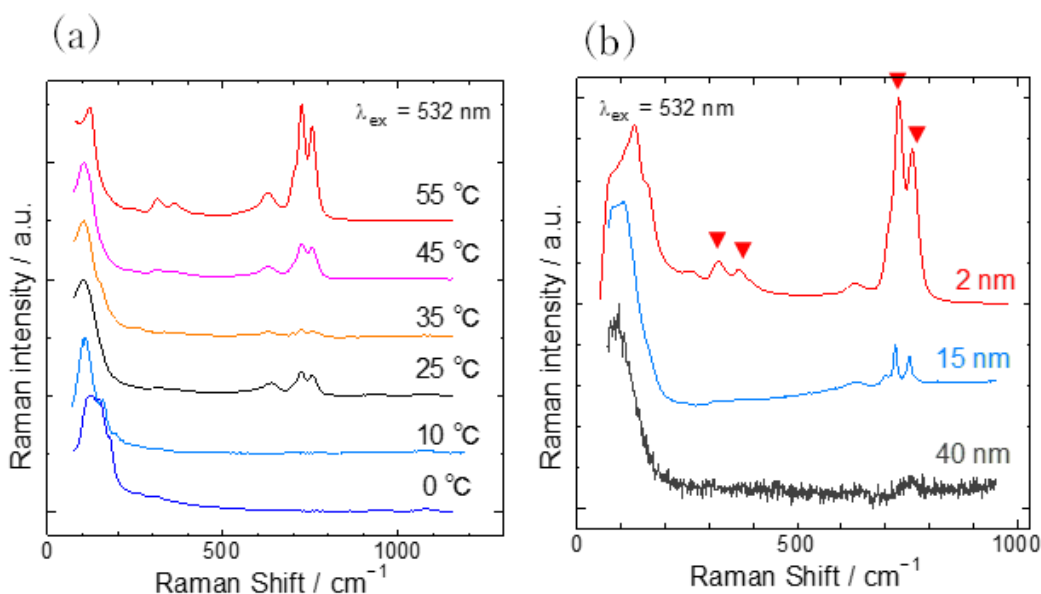 (a)
λex = 532 nm
55 °C
45 °C
35 °C
25 °C
10 °C
0 °C
Raman intensity / a.u.
0
500
1000
Raman Shift / cm⁻¹
(b)
λex = 532 nm
2 nm
15 nm
40 nm
Raman intensity / a.u.
0
500
1000
Raman Shift / cm⁻¹